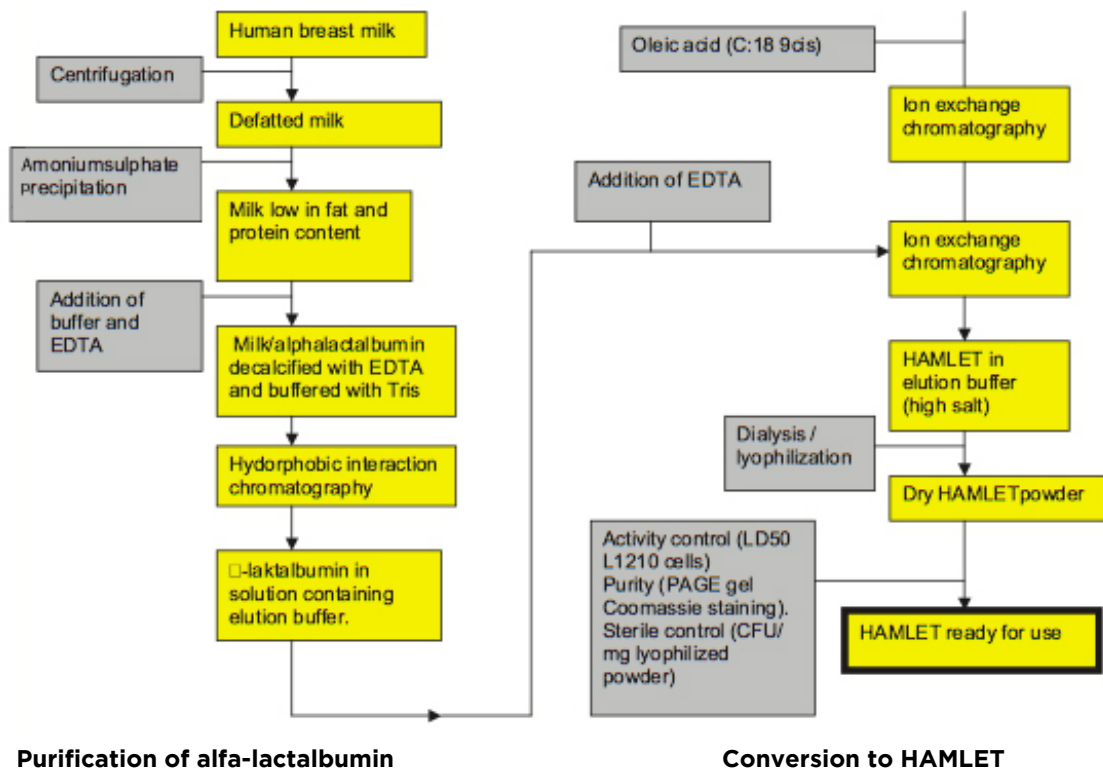 Human breast milk
Centrifugation
Defatted milk
Amoniumsulphate
precipitation
Milk low in fat and
protein content
Addition of
buffer and
EDTA
Milk/alphalactalbumin
decalcified with EDTA
and buffered with Tris
Hydorphobic interaction
chromatography
□-laktalbumin in
solution containing
elution buffer.
Purification of alfa-lactalbumin
Oleic acid (C:18 9cis)
Ion exchange
chromatography
Addition of EDTA
Ion exchange
chromatography
HAMLET in
elution buffer
(high salt)
Dialysis /
lyophilization
Dry HAMLETpowder
Activity control (LD50
L1210 cells)
Purity (PAGE gel
Coomassie staining).
Sterile control (CFU/
mg lyophilized
powder)
HAMLET ready for use
Conversion to HAMLET